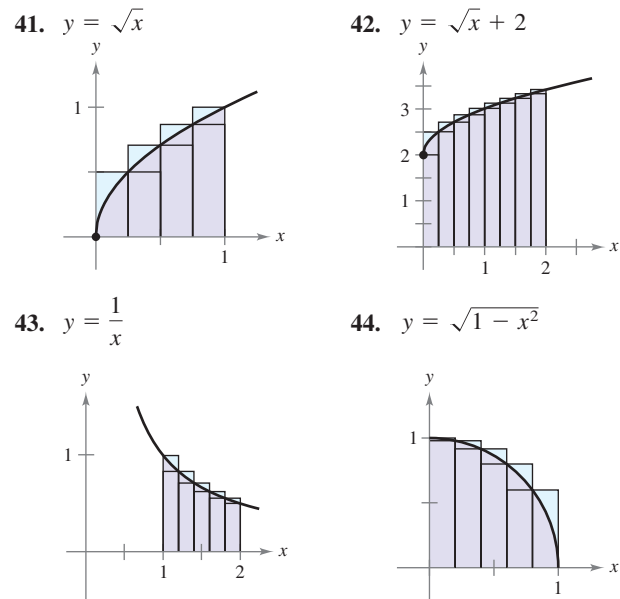 41. y = √x
42. y = √x + 2
y
1
1
x
y
3
2
1
1
2
x
43. y = 1/x
44. y = √(1 − x²)
y
1
1
2
x
y
1
1
x